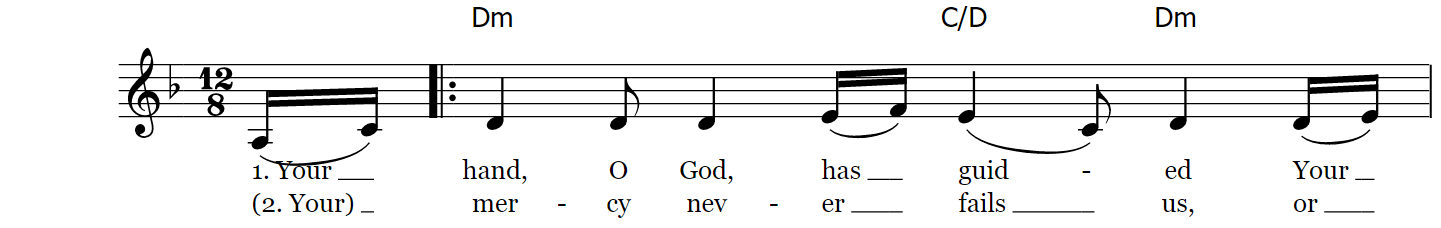 Dm C/D Dm
12
8
1. Your hand, O God, has guid - ed Your
(2. Your) mer - cy nev - er fails us, or